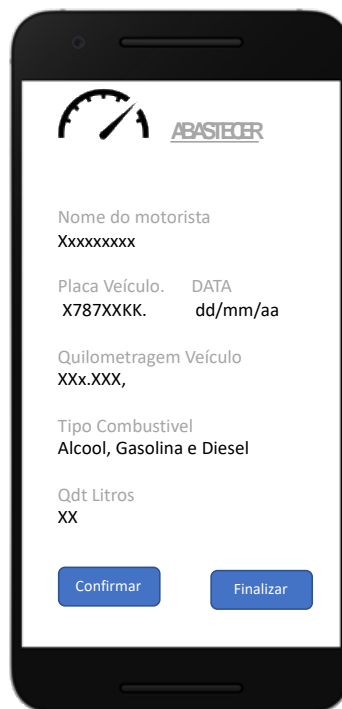 ABASTECER
Nome do motorista
Xxxxxxxxx
Placa Veículo. DATA
X787XXKK. dd/mm/aa
Quilometragem Veículo
XXx.XXX,
Tipo Combustivel
Alcool, Gasolina e Diesel
Qdt Litros
XX
Confirmar Finalizar